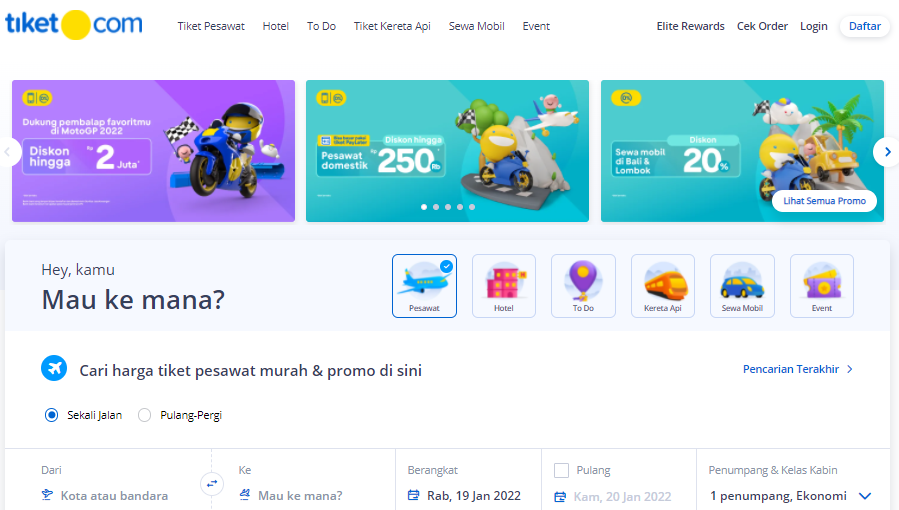 tiket com
Tiket Pesawat Hotel To Do Tiket Kereta Api Sewa Mobil Event Elite Rewards Cek Order Login Daftar
Dukung pembalap favoritmu
di MotoGP 2022
Diskon
hingga
Rp 2 Juta*
Diskon hingga
Pesawat
domestik
Rp 250 Rb
Diskon
Sewa mobil
di Bali &
Lombok
20%
Lihat Semua Promo
Hey, kamu
Mau ke mana?
Pesawat Hotel To Do Kereta Api Sewa Mobil Event
Cari harga tiket pesawat murah & promo di sini
Pencarian Terakhir
Sekali Jalan Pulang-Pergi
Dari Ke Berangkat Pulang Penumpang & Kelas Kabin
Kota atau bandara Mau ke mana? Rab, 19 Jan 2022 Kam, 20 Jan 2022 1 penumpang, Ekonomi